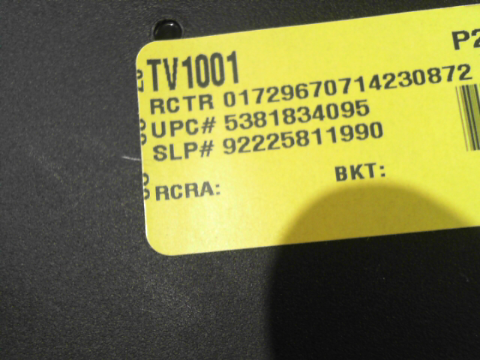 P2
TV1001
RCTR 01729670714230872
UPC# 5381834095
SLP# 92225811990
BKT:
RCRA: